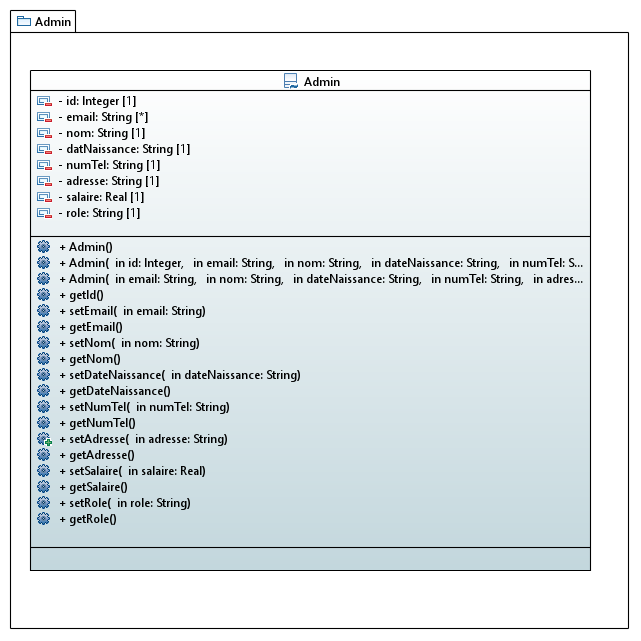 Admin
Admin
- id: Integer [1]
- email: String [*]
- nom: String [1]
- datNaissance: String [1]
- numTel: String [1]
- adresse: String [1]
- salaire: Real [1]
- role: String [1]
+ Admin()
+ Admin( in id: Integer, in email: String, in nom: String, in dateNaissance: String, in numTel: S...
+ Admin( in email: String, in nom: String, in dateNaissance: String, in numTel: String, in adres...
+ getId()
+ setEmail( in email: String)
+ getEmail()
+ setNom( in nom: String)
+ getNom()
+ setDateNaissance( in dateNaissance: String)
+ getDateNaissance()
+ setNumTel( in numTel: String)
+ getNumTel()
+ setAdresse( in adresse: String)
+ getAdresse()
+ setSalaire( in salaire: Real)
+ getSalaire()
+ setRole( in role: String)
+ getRole()